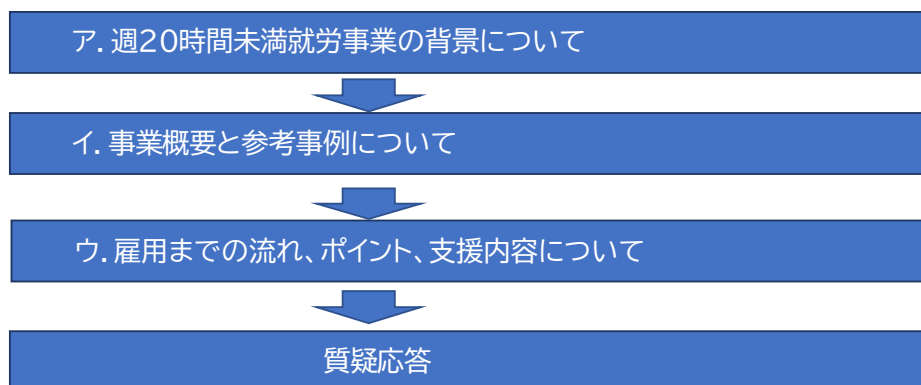 ア．週20時間未満就労事業の背景について
イ．事業概要と参考事例について
ウ．雇用までの流れ、ポイント、支援内容について
質疑応答